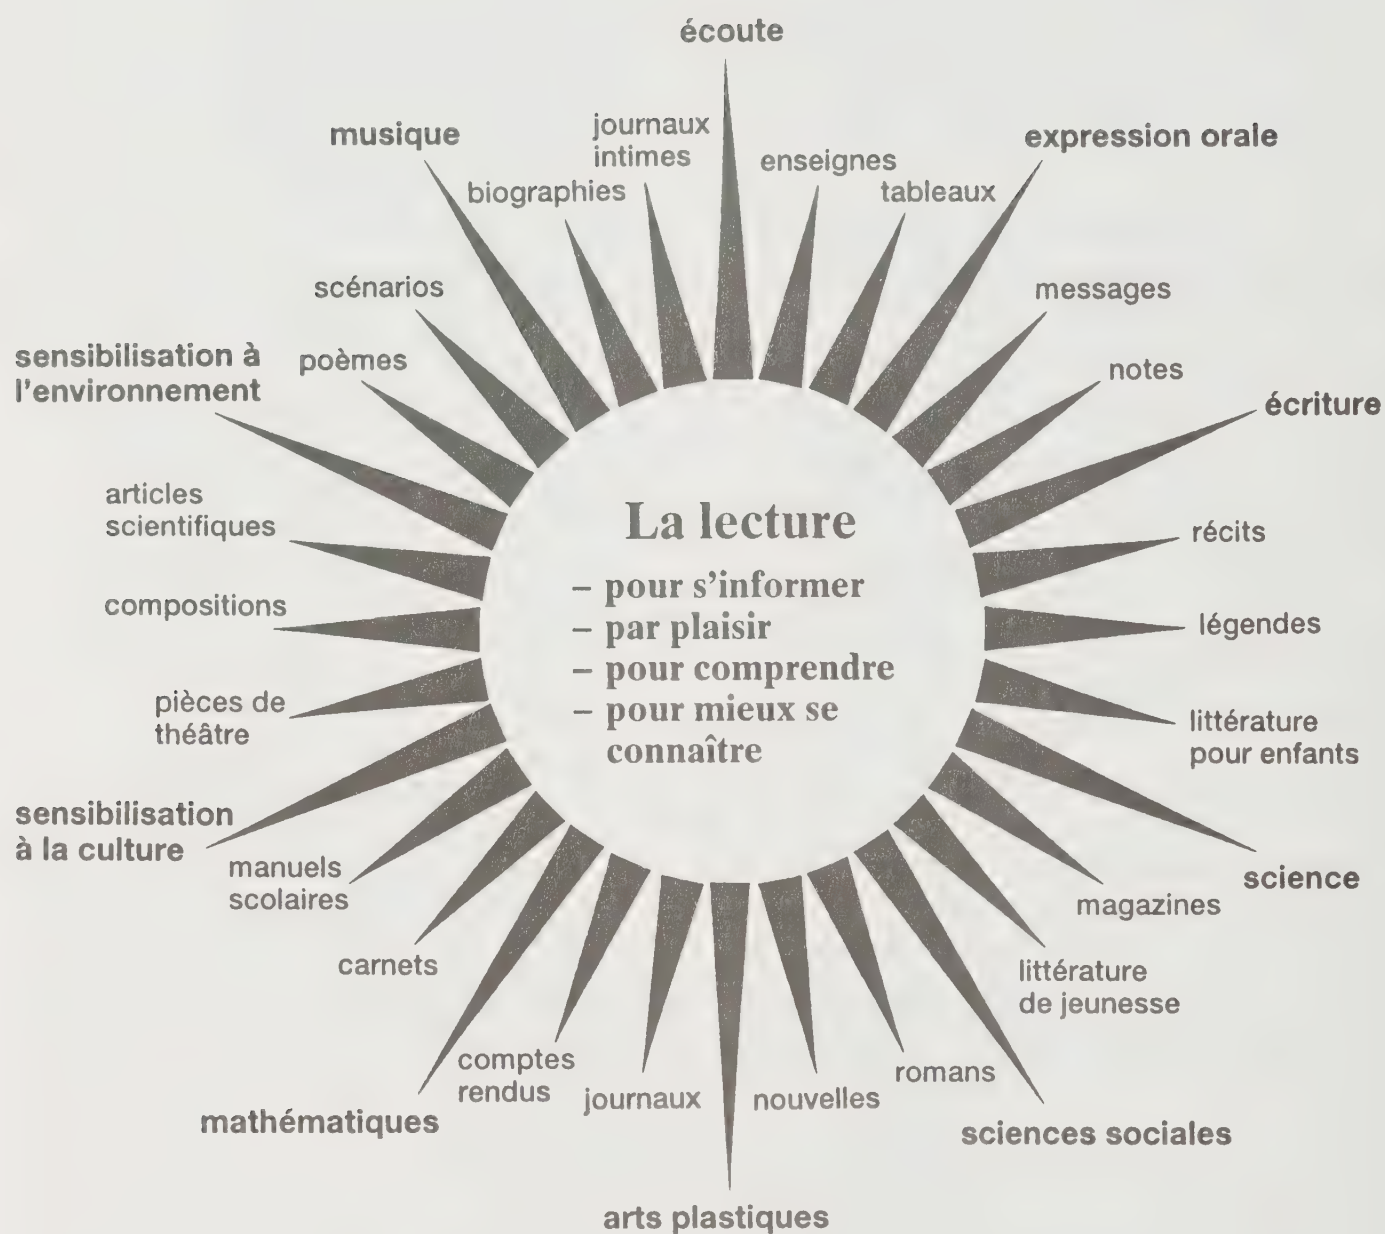 écoute
journaux
intimes
musique
expression orale
enseignes
biographies
tableaux
scénarios
messages
sensibilisation à
l'environnement
poèmes
notes
écriture
articles
scientifiques
récits
compositions
légendes
La lecture
– pour s'informer
– par plaisir
– pour comprendre
– pour mieux se
connaître
pièces de
théâtre
littérature
pour enfants
sensibilisation
à la culture
manuels
scolaires
science
magazines
carnets
littérature
de jeunesse
comptes
rendus
journaux
nouvelles
romans
mathématiques
sciences sociales
arts plastiques